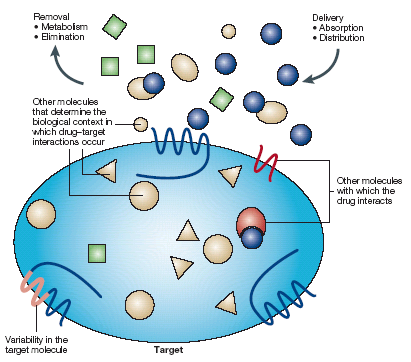 Removal
• Metabolism
• Elimination
Delivery
• Absorption
• Distribution
Other molecules
that determine the
biological context in
which drug–target
interactions occur
Other molecules
with which the
drug interacts
Variability in the
target molecule
Target